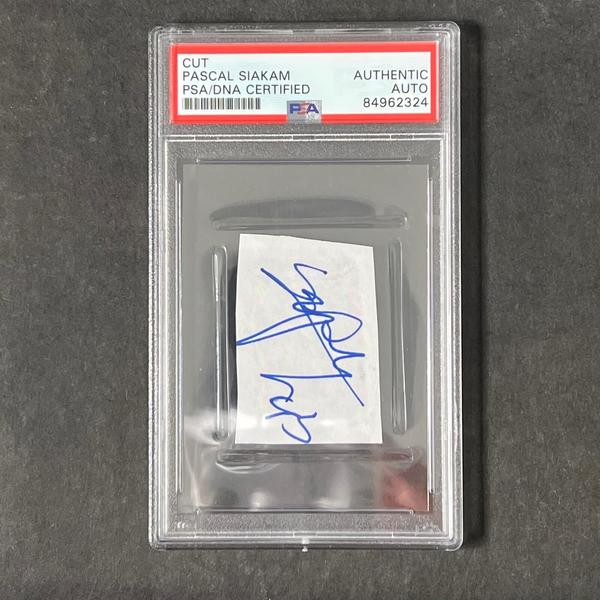 CUT
PASCAL SIAKAM
PSA/DNA CERTIFIED
AUTHENTIC
AUTO
84962324
PSA